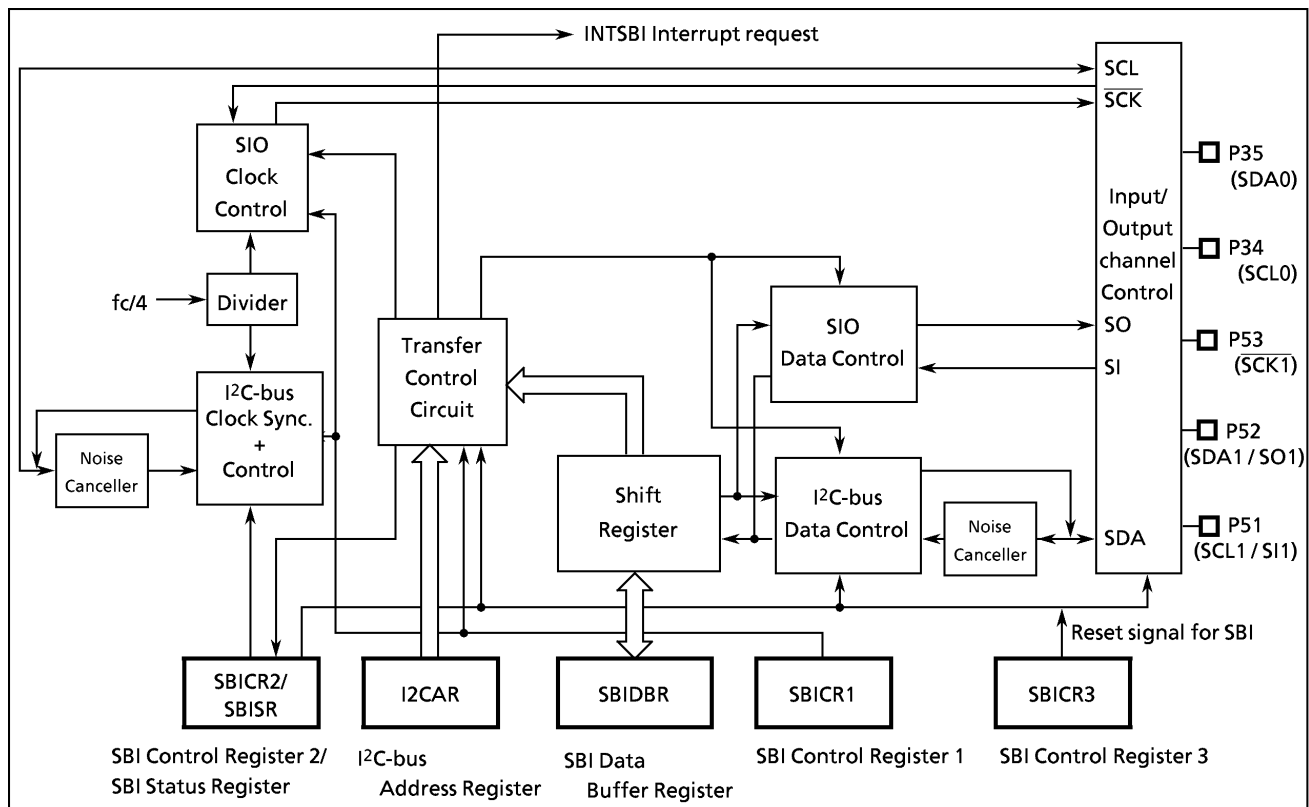 INTSBI Interrupt request
SCL
SCK
SIO
Clock
Control
P35
(SDA0)
Input/
Output
channel
Control
P34
(SCL0)
fc/4
Divider
SO
SI
SIO
Data Control
P53
(SCK1)
Transfer
Control
Circuit
I²C-bus
Clock Sync.
+
Control
Noise
Canceller
P52
(SDA1 / SO1)
Shift
Register
I²C-bus
Data Control
Noise
Canceller
SDA
P51
(SCL1 / SI1)
Reset signal for SBI
SBICR2/
SBISR
I2CAR
SBIDBR
SBICR1
SBICR3
SBI Control Register 2/
SBI Status Register
I²C-bus
Address Register
SBI Data
Buffer Register
SBI Control Register 1
SBI Control Register 3